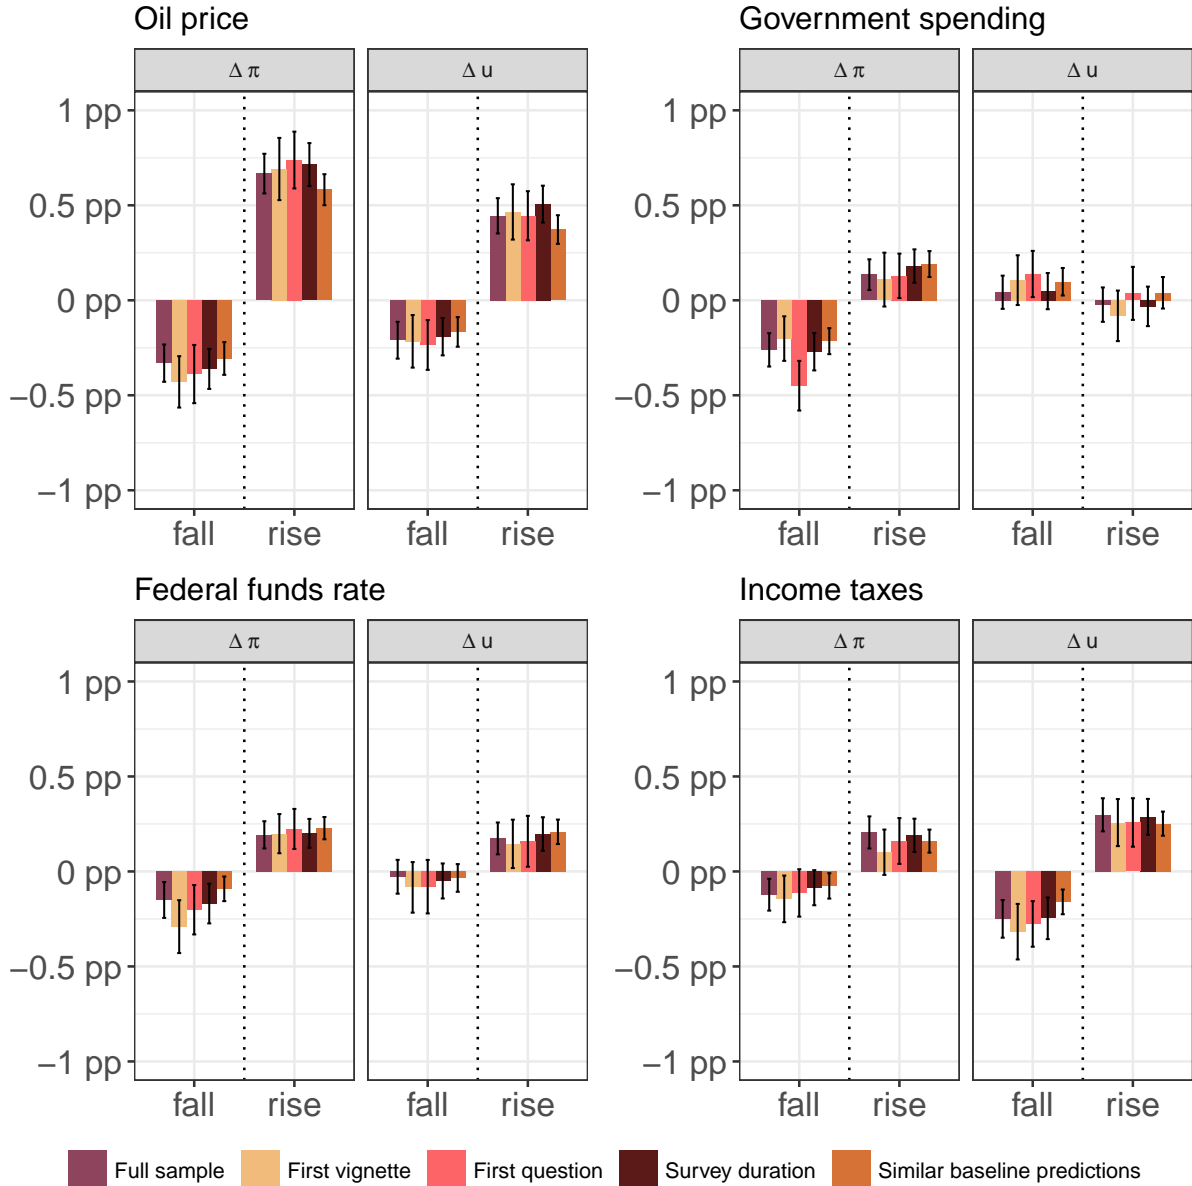 Oil price
Δ π
Δ u
1 pp
0.5 pp
0 pp
−0.5 pp
−1 pp
fall
rise
fall
rise
Government spending
Δ π
Δ u
1 pp
0.5 pp
0 pp
−0.5 pp
−1 pp
fall
rise
fall
rise
Federal funds rate
Δ π
Δ u
1 pp
0.5 pp
0 pp
−0.5 pp
−1 pp
fall
rise
fall
rise
Income taxes
Δ π
Δ u
1 pp
0.5 pp
0 pp
−0.5 pp
−1 pp
fall
rise
fall
rise
Full sample
First vignette
First question
Survey duration
Similar baseline predictions